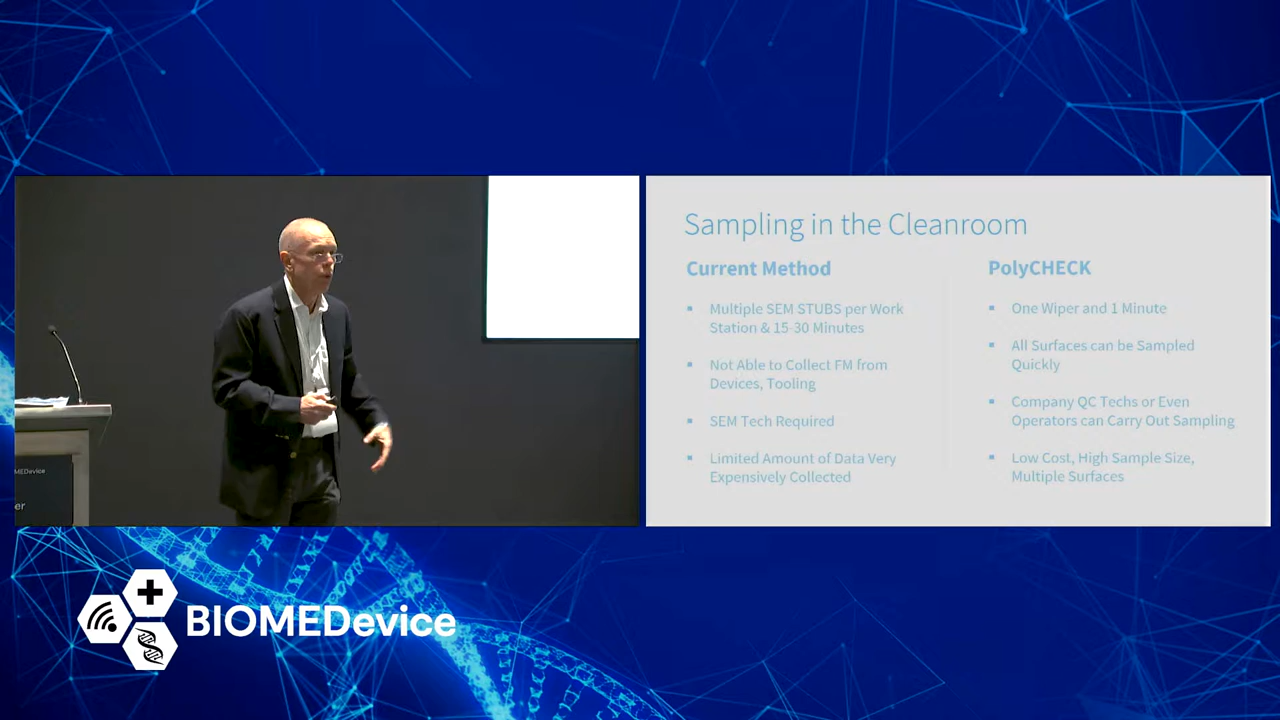 Sampling in the Cleanroom
Current Method
▪ Multiple SEM STUBS per Work
Station & 15-30 Minutes
▪ Not Able to Collect FM from
Devices, Tooling
▪ SEM Tech Required
▪ Limited Amount of Data Very
Expensively Collected
PolyCHECK
▪ One Wiper and 1 Minute
▪ All Surfaces can be Sampled
Quickly
▪ Company QC Techs or Even
Operators can Carry Out Sampling
▪ Low Cost, High Sample Size,
Multiple Surfaces
MEDevice
er
BIOMEDevice